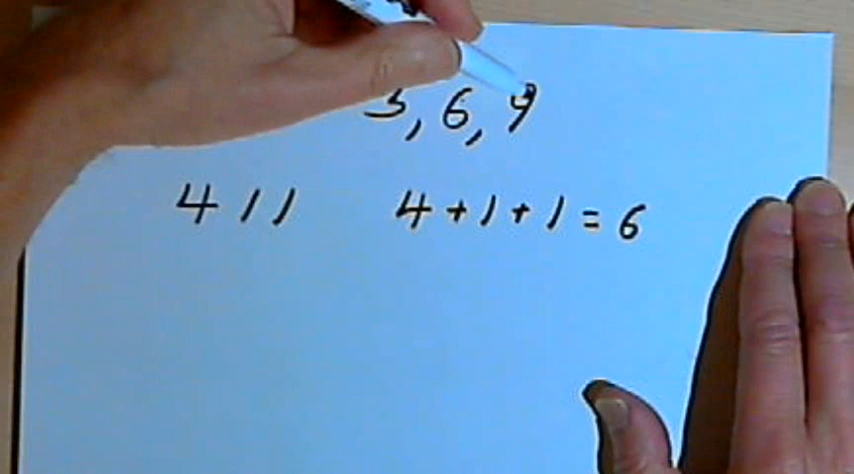 3, 6, 9
411 4+1+1=6